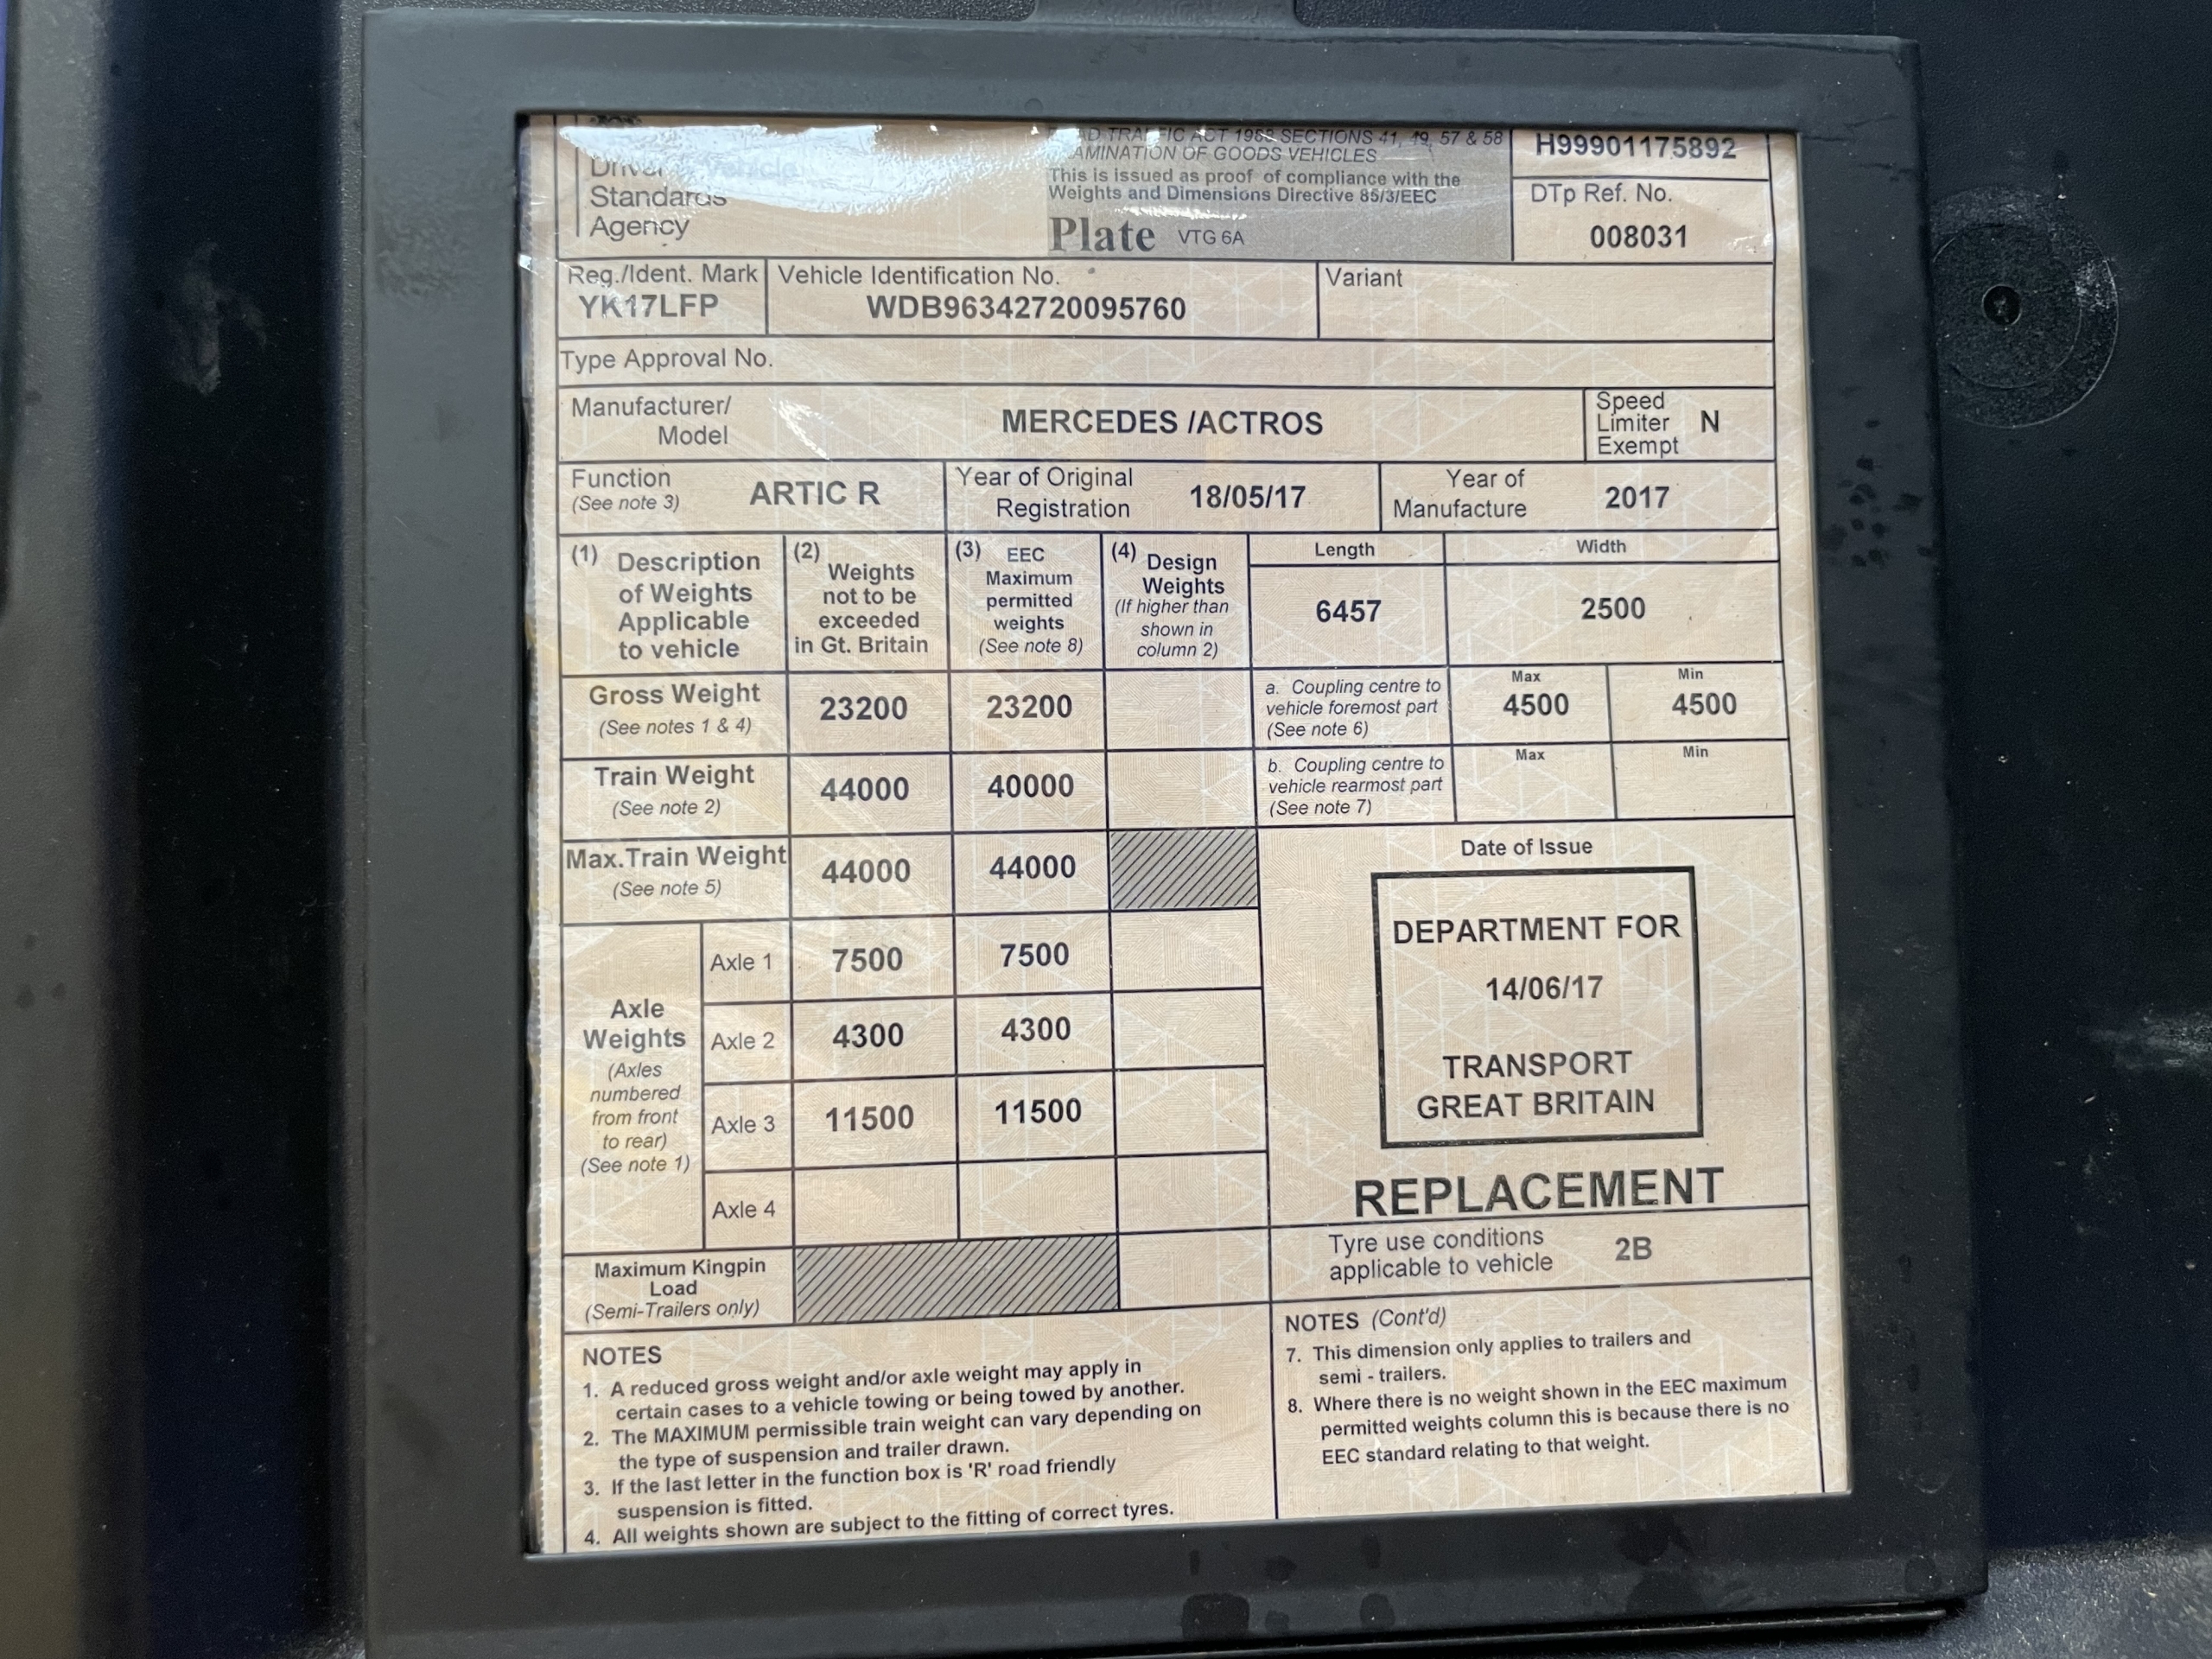 Standards
Agency
TRAFFIC ACT 1988 SECTIONS 41, 49, 57 & 58
OF GOODS VEHICLES
This is issued as proof of compliance with the
Weights and Dimensions Directive 85/3/EEC
Plate VTG 6A
H99901175892
DTp Ref. No.
008031
Reg./Ident. Mark
YK17LFP
Vehicle Identification No.
WDB96342720095760
Variant
Type Approval No.
Manufacturer/
Model
MERCEDES /ACTROS
Speed
Limiter
Exempt
N
Function
(See note 3)
ARTIC R
Year of Original
Registration
18/05/17
Year of
Manufacture
2017
(1) Description
of Weights
Applicable
to vehicle
(2)
Weights
not to be
exceeded
in Gt. Britain
(3) EEC
Maximum
permitted
weights
(See note 8)
(4) Design
Weights
(If higher than
shown in
column 2)
Length
6457
Width
2500
Gross Weight
(See notes 1 & 4)
23200
23200
a. Coupling centre to
vehicle foremost part
(See note 6)
Max
4500
Min
4500
Train Weight
(See note 2)
44000
40000
b. Coupling centre to
vehicle rearmost part
(See note 7)
Max
Min
Max.Train Weight
(See note 5)
44000
44000
Axle
Weights
(Axles
numbered
from front
to rear)
(See note 1)
Axle 1
7500
7500
Axle 2
4300
4300
Axle 3
11500
11500
Axle 4
Maximum Kingpin
Load
(Semi-Trailers only)
Date of Issue
DEPARTMENT FOR
14/06/17
TRANSPORT
GREAT BRITAIN
REPLACEMENT
Tyre use conditions
applicable to vehicle
2B
NOTES
1. A reduced gross weight and/or axle weight may apply in
certain cases to a vehicle towing or being towed by another.
2. The MAXIMUM permissible train weight can vary depending on
the type of suspension and trailer drawn.
3. If the last letter in the function box is 'R' road friendly
suspension is fitted.
4. All weights shown are subject to the fitting of correct tyres.
NOTES (Cont'd)
7. This dimension only applies to trailers and
semi - trailers.
8. Where there is no weight shown in the EEC maximum
permitted weights column this is because there is no
EEC standard relating to that weight.